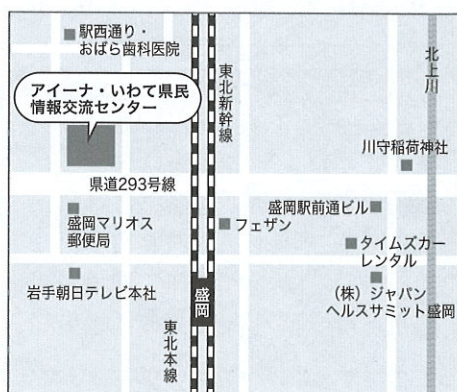 駅西通り・
おばら歯科医院
アイーナ・いわて県民
情報交流センター
東北新幹線
北上川
川守稲荷神社
県道293号線
盛岡マリオス
郵便局
フェザン
盛岡駅前通ビル
タイムズカー
レンタル
岩手朝日テレビ本社
盛岡
(株)ジャパン
ヘルスサミット盛岡
東北本線